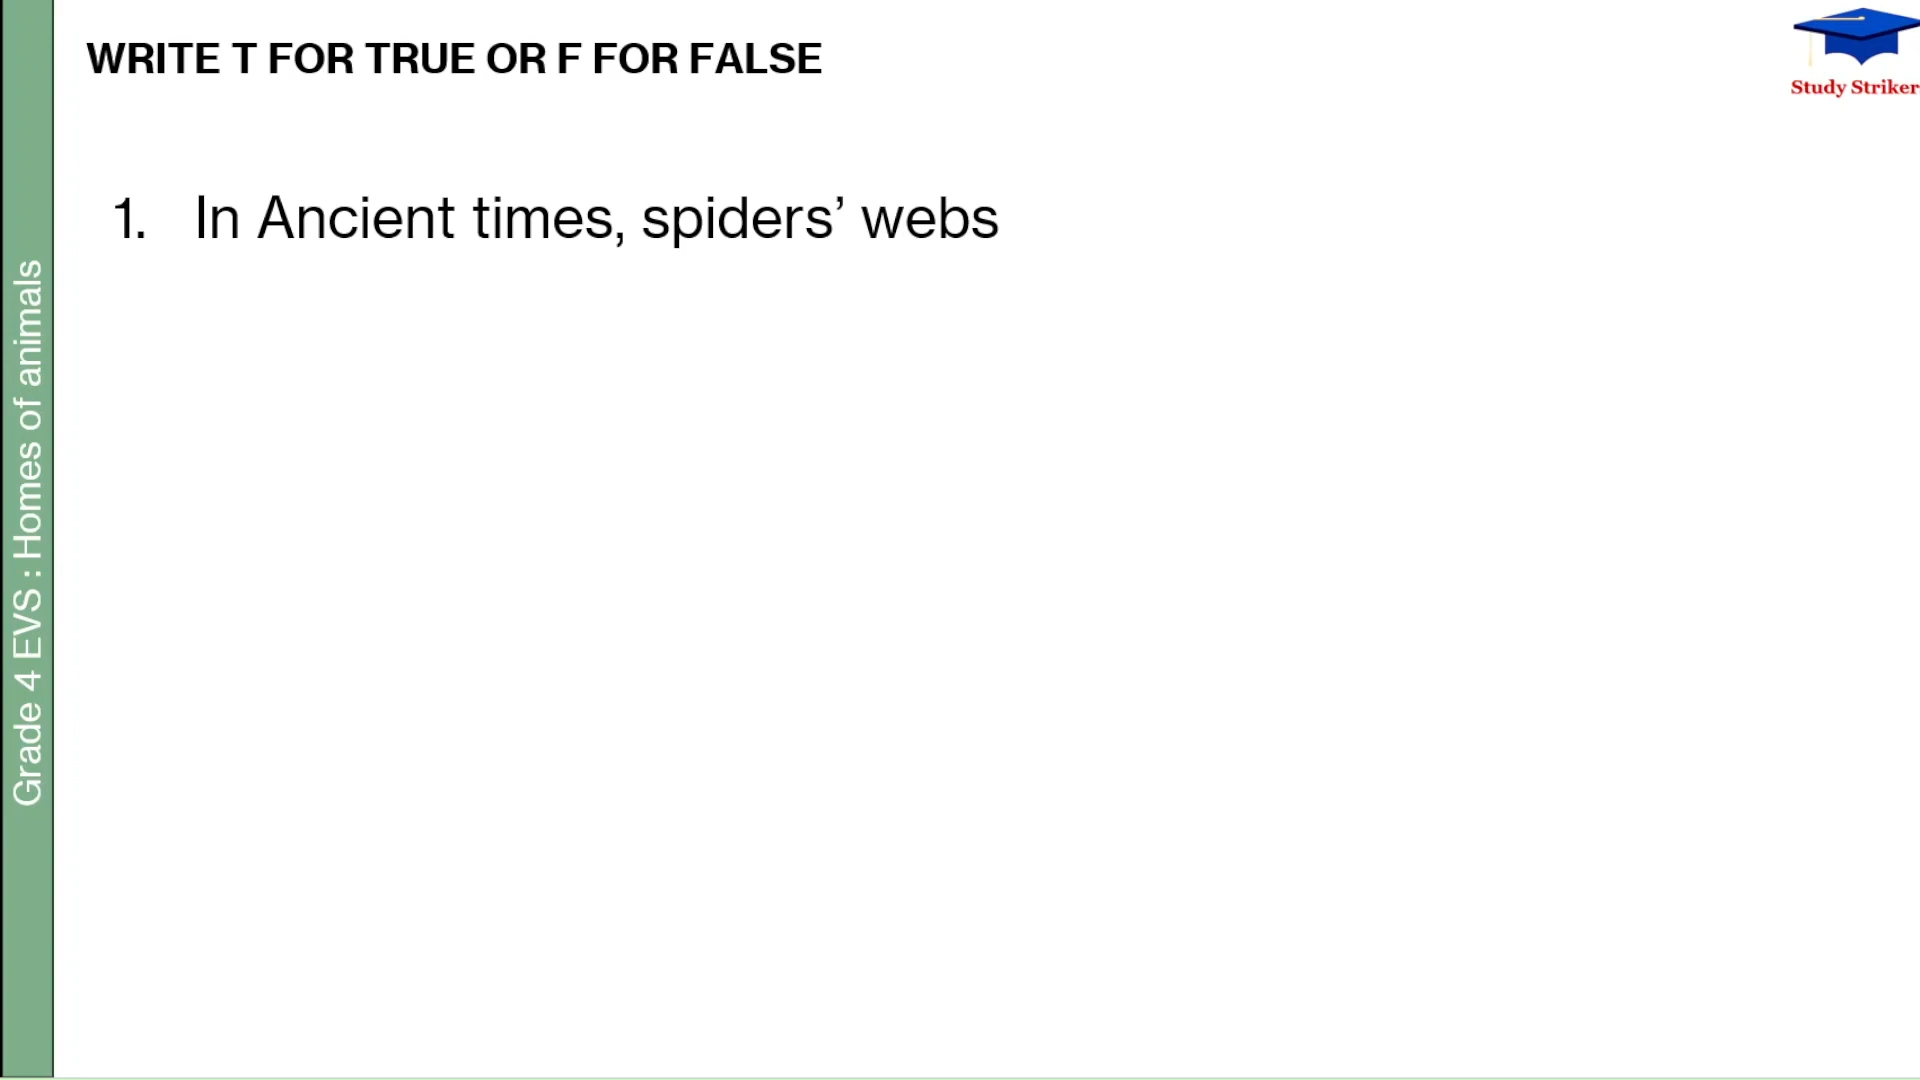 WRITE T FOR TRUE OR F FOR FALSE
Study Striker
1. In Ancient times, spiders’ webs
Grade 4 EVS : Homes of animals